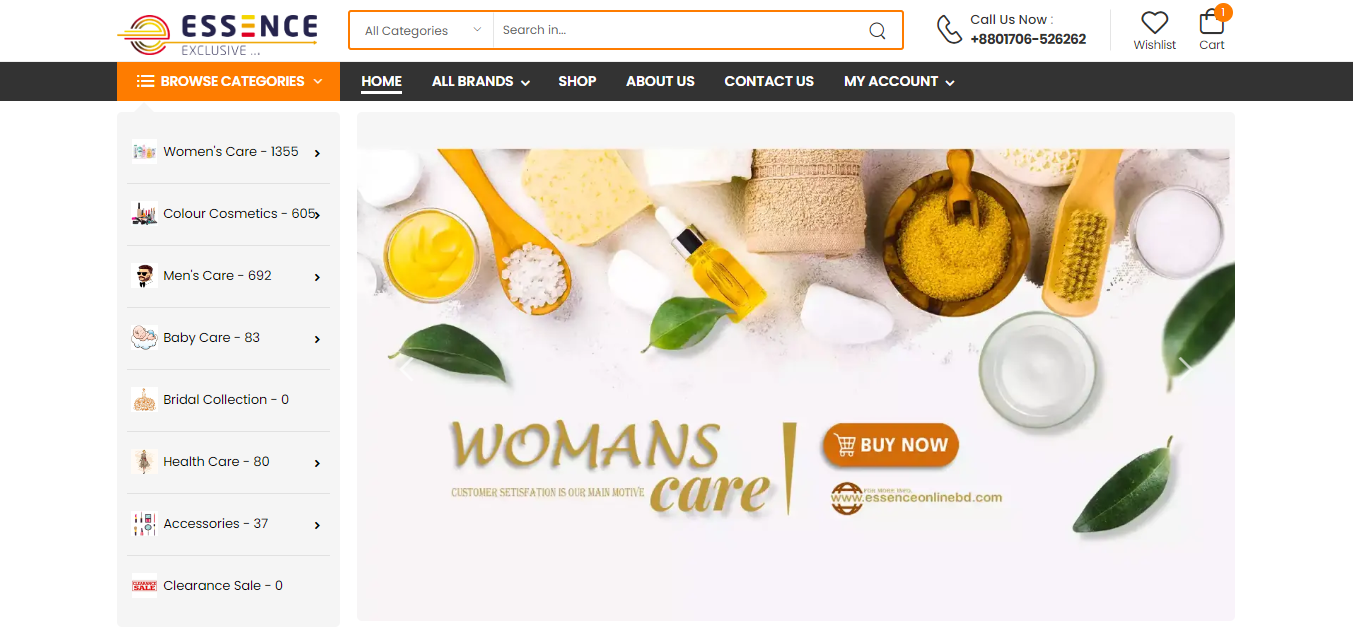 ESSENCE
EXCLUSIVE ...
All Categories
Search in...
Call Us Now :
+8801706-526262
Wishlist
1
Cart
BROWSE CATEGORIES
HOME
ALL BRANDS
SHOP
ABOUT US
CONTACT US
MY ACCOUNT
Women's Care - 1355
Colour Cosmetics - 605
Men's Care - 692
Baby Care - 83
Bridal Collection - 0
Health Care - 80
Accessories - 37
CLEARANCE
SALE
Clearance Sale - 0
WOMANS
CUSTOMER SETISFATION IS OUR MAIN MOTIVE
care
BUY NOW
FOR MORE INFO.
www.essenceonlinebd.com